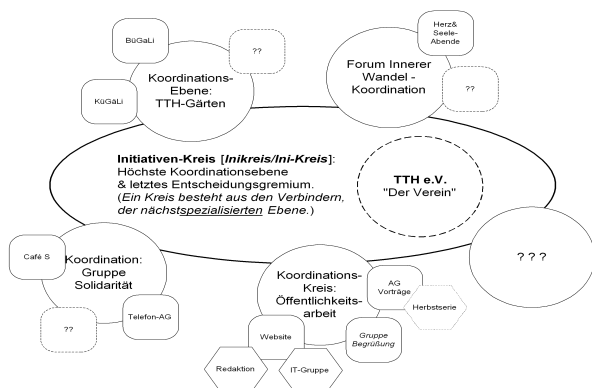 BüGaLi
??
KüGäLi
Koordinations-
Ebene:
TTH-Gärten
Herz&
Seele-
Abende
Forum Innerer
Wandel -
Koordination
??
Initiativen-Kreis [Inikreis/Ini-Kreis]:
Höchste Koordinationsebene
& letztes Entscheidungsgremium.
(Ein Kreis besteht aus den Verbindern,
der nächstspezialisierten Ebene.)
TTH e.V.
"Der Verein"
Café S
Koordination:
Gruppe
Solidarität
??
Telefon-AG
Koordinations-
Kreis:
Öffentlichkeits-
arbeit
AG
Vorträge
Herbstserie
Website
Gruppe
Begrüßung
Redaktion
IT-Gruppe
? ? ?